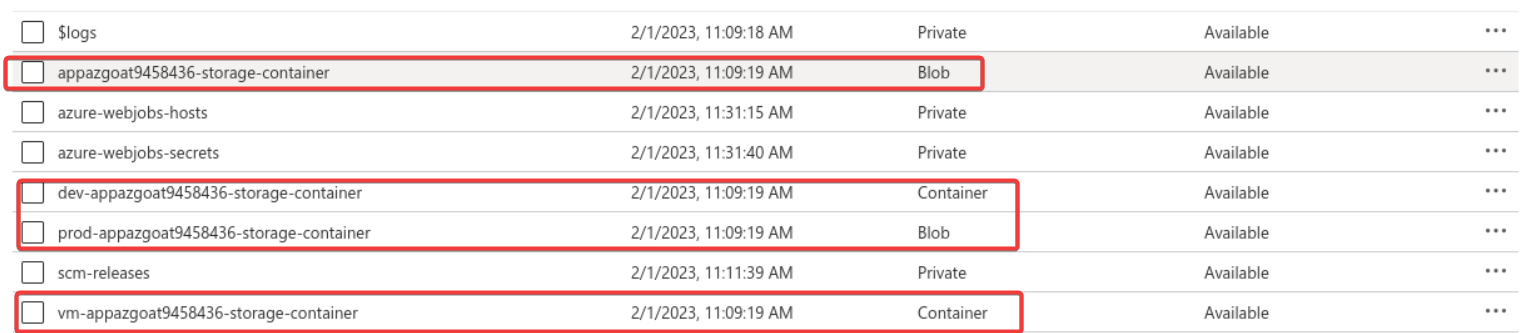 $logs 2/1/2023, 11:09:18 AM Private Available ...
appazgoat9458436-storage-container 2/1/2023, 11:09:19 AM Blob Available ...
azure-webjobs-hosts 2/1/2023, 11:31:15 AM Private Available ...
azure-webjobs-secrets 2/1/2023, 11:31:40 AM Private Available ...
dev-appazgoat9458436-storage-container 2/1/2023, 11:09:19 AM Container Available ...
prod-appazgoat9458436-storage-container 2/1/2023, 11:09:19 AM Blob Available ...
scm-releases 2/1/2023, 11:11:39 AM Private Available ...
vm-appazgoat9458436-storage-container 2/1/2023, 11:09:19 AM Container Available ...